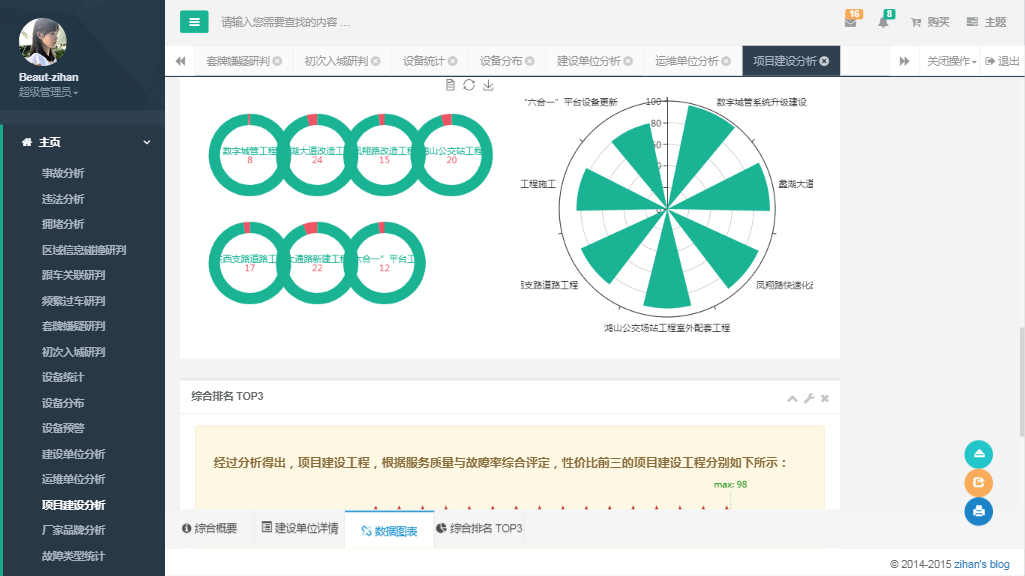 Beaut-zihan
超级管理员
主页
事故分析
违法分析
拥堵分析
区域信息碰撞研判
跟车关联研判
频繁过车研判
套牌嫌疑研判
初次入城研判
设备统计
设备分布
设备预警
建设单位分析
运维单位分析
项目建设分析
厂家品牌分析
故障类型统计
请输入您需要查找的内容 …
16
8
购买
主题
套牌嫌疑研判
初次入城研判
设备统计
设备分布
建设单位分析
运维单位分析
项目建设分析
关闭操作
退出
数字城管工程
8
湖大道改造工
24
凤翔路改造工程
15
鸿山公交站工程
20
西支路道路工
17
大通路新建工程
22
六合一”平台工
12
“六合一”平台设备更新
100
80
数字城管系统升级建设
工程施工
蠡湖大道
支路道路工程
凤翔路快速化
鸿山公交场站工程室外配套工程
综合排名 TOP3
经过分析得出，项目建设工程，根据服务质量与故障率综合评定，性价比前三的项目建设工程分别如下所示：
max: 98
综合概要
建设单位详情
数据图表
综合排名 TOP3
© 2014-2015 zihan's blog